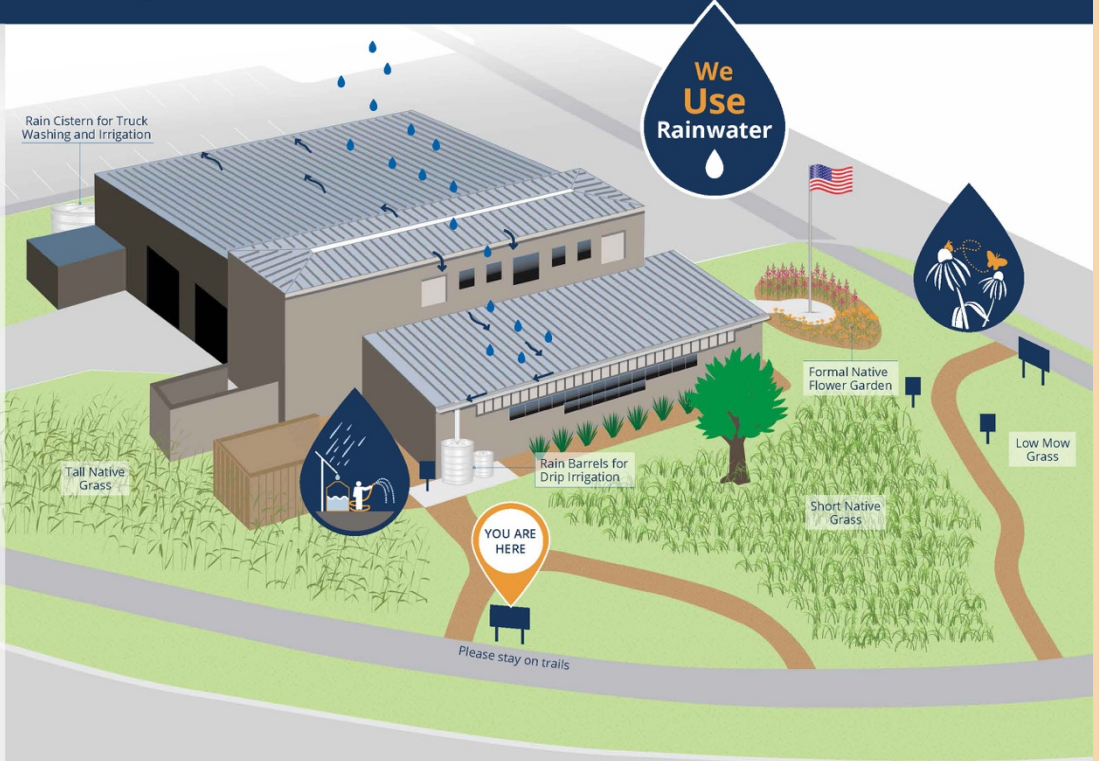 We
Use
Rainwater
Rain Cistern for Truck
Washing and Irrigation
Formal Native
Flower Garden
Low Mow
Grass
Rain Barrels for
Drip Irrigation
Tall Native
Grass
Short Native
Grass
YOU ARE
HERE
Please stay on trails